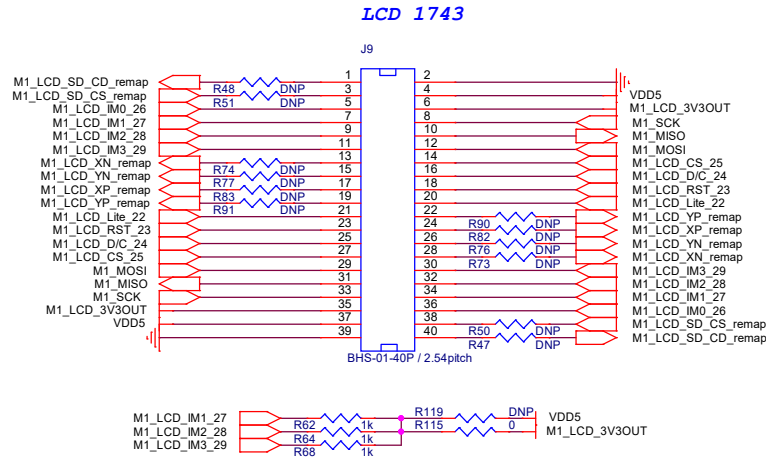 LCD 1743
J9
M1_LCD_SD_CD_remap R48 DNP 1 2
M1_LCD_SD_CS_remap R51 DNP 3 4 VDD5
M1_LCD_IM0_26 5 6 M1_LCD_3V3OUT
M1_LCD_IM1_27 7 8 M1_SCK
M1_LCD_IM2_28 9 10 M1_MISO
M1_LCD_IM3_29 11 12 M1_MOSI
M1_LCD_XN_remap R74 DNP 13 14 M1_LCD_CS_25
M1_LCD_YN_remap R77 DNP 15 16 M1_LCD_D/C_24
M1_LCD_XP_remap R83 DNP 17 18 M1_LCD_RST_23
M1_LCD_YP_remap R91 DNP 19 20 M1_LCD_Lite_22
M1_LCD_Lite_22 21 22 R90 DNP M1_LCD_YP_remap
M1_LCD_RST_23 23 24 R82 DNP M1_LCD_XP_remap
M1_LCD_D/C_24 25 26 R76 DNP M1_LCD_YN_remap
M1_LCD_CS_25 27 28 R73 DNP M1_LCD_XN_remap
M1_MOSI 29 30 M1_LCD_IM3_29
M1_MISO 31 32 M1_LCD_IM2_28
M1_SCK 33 34 M1_LCD_IM1_27
M1_LCD_3V3OUT 35 36 M1_LCD_IM0_26
VDD5 37 38 R50 DNP M1_LCD_SD_CS_remap
39 40 R47 DNP M1_LCD_SD_CD_remap
BHS-01-40P / 2.54pitch
M1_LCD_IM1_27 R62 1k R119 DNP VDD5
M1_LCD_IM2_28 R64 1k R115 0 M1_LCD_3V3OUT
M1_LCD_IM3_29 R68 1k